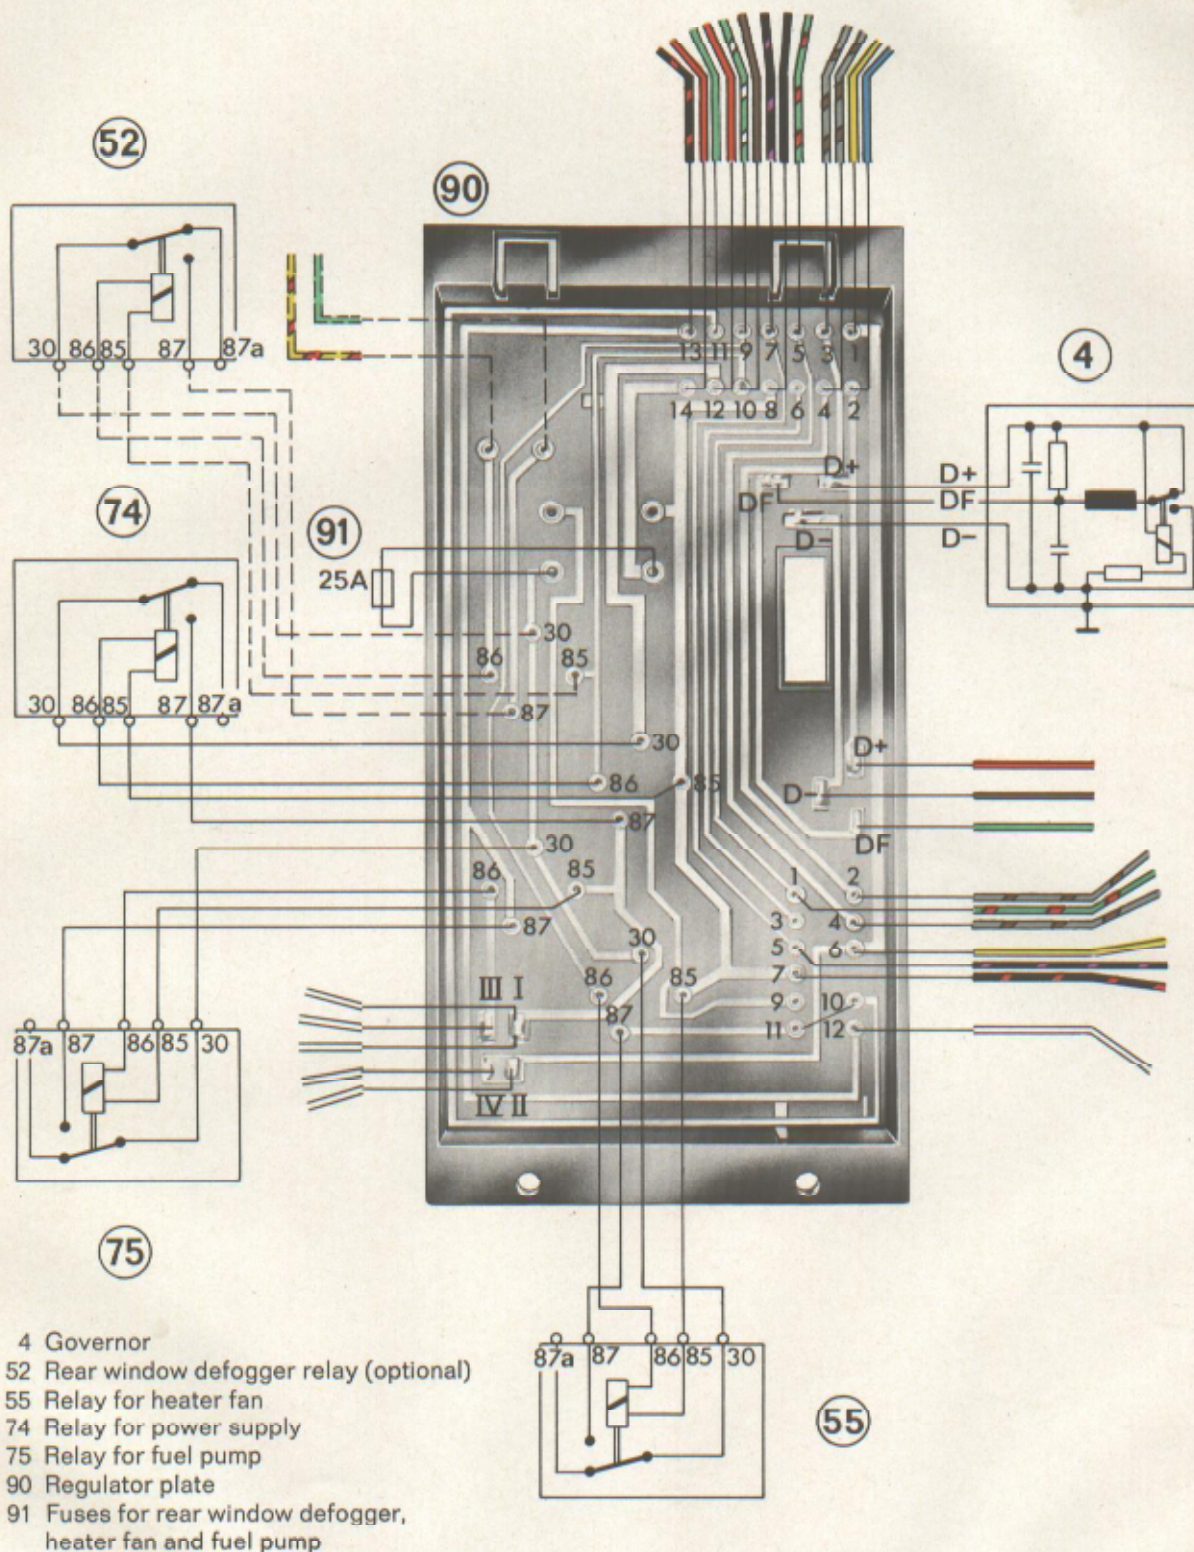 52
90
30 86 85 87 87a
13 11 9 7 5 3 1
14 12 10 8 6 4 2
4
D+
DF
D-
D+
DF
D-
74
91
25A
30
86
85
87
30 86 85 87 87a
30
86
85
87
D+
D-
DF
30
86
85
87
1 2
3 4
5 6
7
9 10
11 12
30
86
85
87
III I
IV II
87a 87 86 85 30
75
87a 87 86 85 30
55
4 Governor
52 Rear window defogger relay (optional)
55 Relay for heater fan
74 Relay for power supply
75 Relay for fuel pump
90 Regulator plate
91 Fuses for rear window defogger,
heater fan and fuel pump